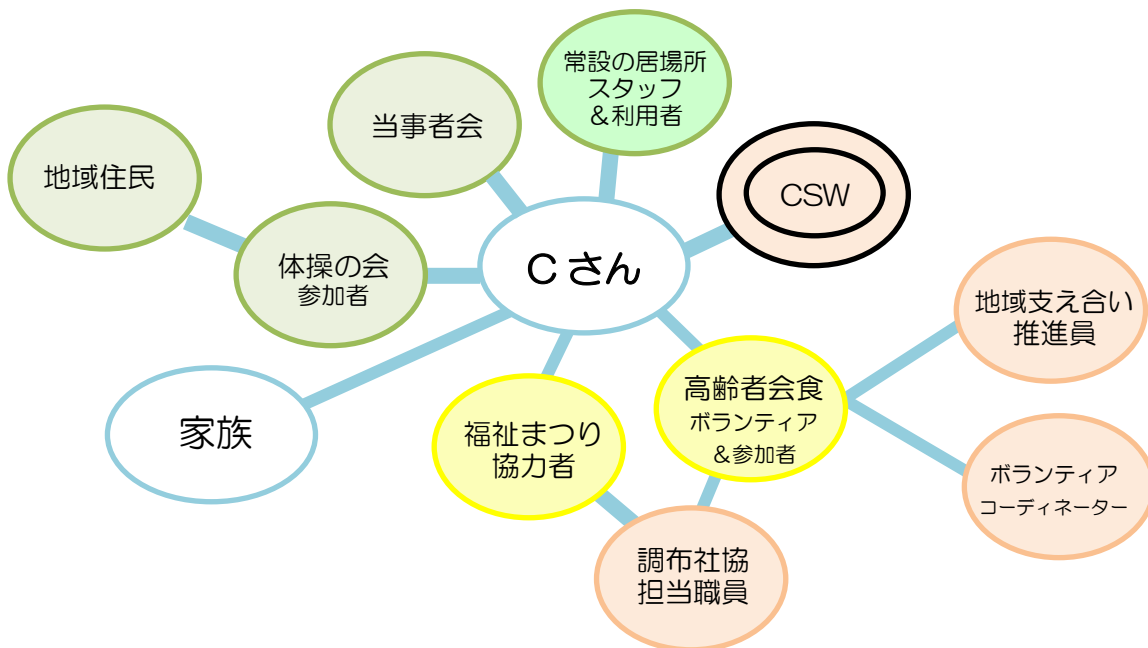 常設の居場所
スタッフ
&利用者
当事者会
地域住民
CSW
Cさん
体操の会
参加者
地域支え合い
推進員
高齢者会食
ボランティア
&参加者
家族
福祉まつり
協力者
ボランティア
コーディネーター
調布社協
担当職員